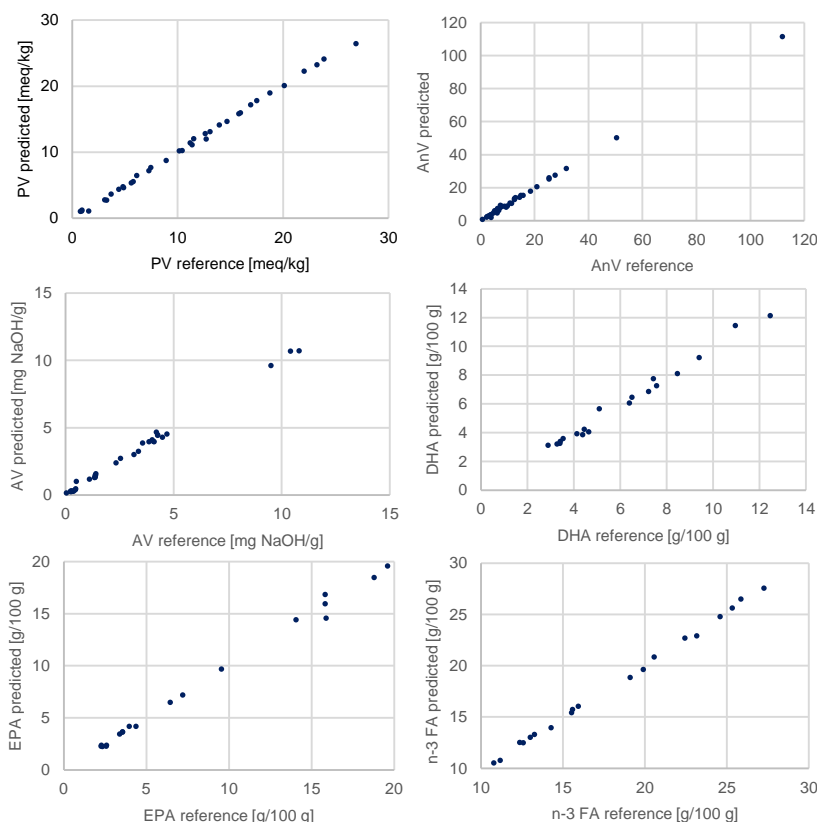 30
20
10
0
PV predicted [meq/kg]
0 10 20 30
PV reference [meq/kg]
120
100
80
60
40
20
0
AnV predicted
0 20 40 60 80 100 120
AnV reference
15
10
5
0
AV predicted [mg NaOH/g]
0 5 10 15
AV reference [mg NaOH/g]
14
12
10
8
6
4
2
0
DHA predicted [g/100 g]
0 2 4 6 8 10 12 14
DHA reference [g/100 g]
20
15
10
5
0
EPA predicted [g/100 g]
0 5 10 15 20
EPA reference [g/100 g]
30
25
20
15
10
n-3 FA predicted [g/100 g]
10 15 20 25 30
n-3 FA reference [g/100 g]